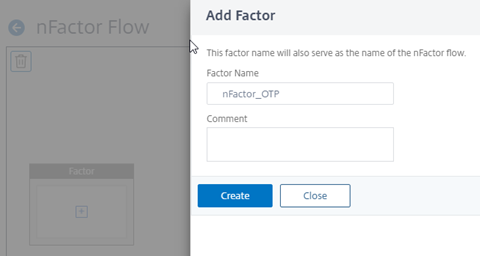 nFactor Flow
Factor
Add Factor
This factor name will also serve as the name of the nFactor flow.
Factor Name
nFactor_OTP
Comment
Create
Close